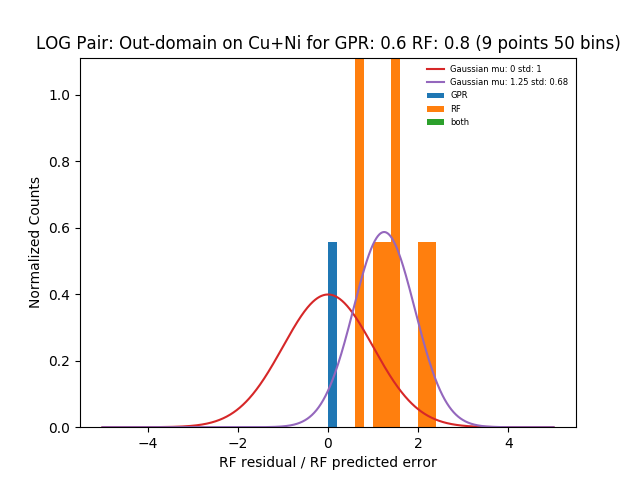 LOG Pair: Out-domain on Cu+Ni for GPR: 0.6 RF: 0.8 (9 points 50 bins)
Gaussian mu: 0 std: 1
Gaussian mu: 1.25 std: 0.68
GPR
RF
both
Normalized Counts
1.0
0.8
0.6
0.4
0.2
0.0
−4
−2
0
2
4
RF residual / RF predicted error